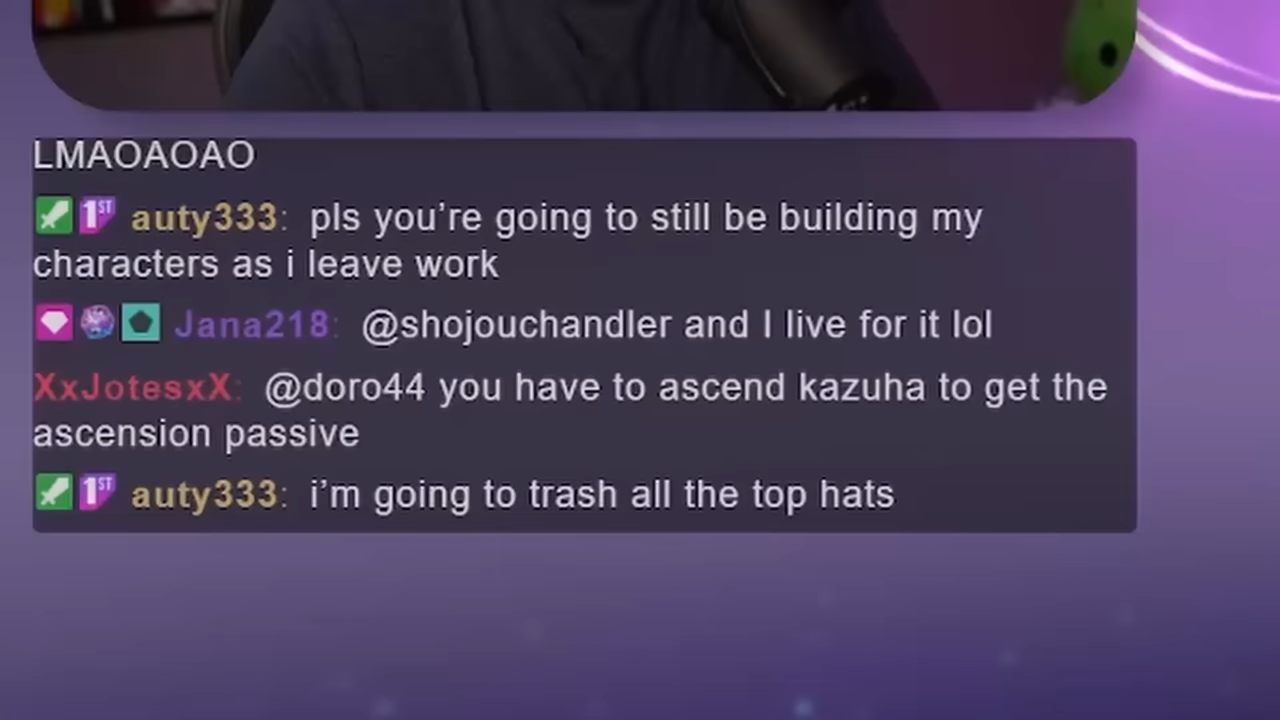 LMAOAOAO
1ST auty333: pls you’re going to still be building my
characters as i leave work
Jana218: @shojouchandler and I live for it lol
XxJotesxX: @doro44 you have to ascend kazuha to get the
ascension passive
1ST auty333: i’m going to trash all the top hats